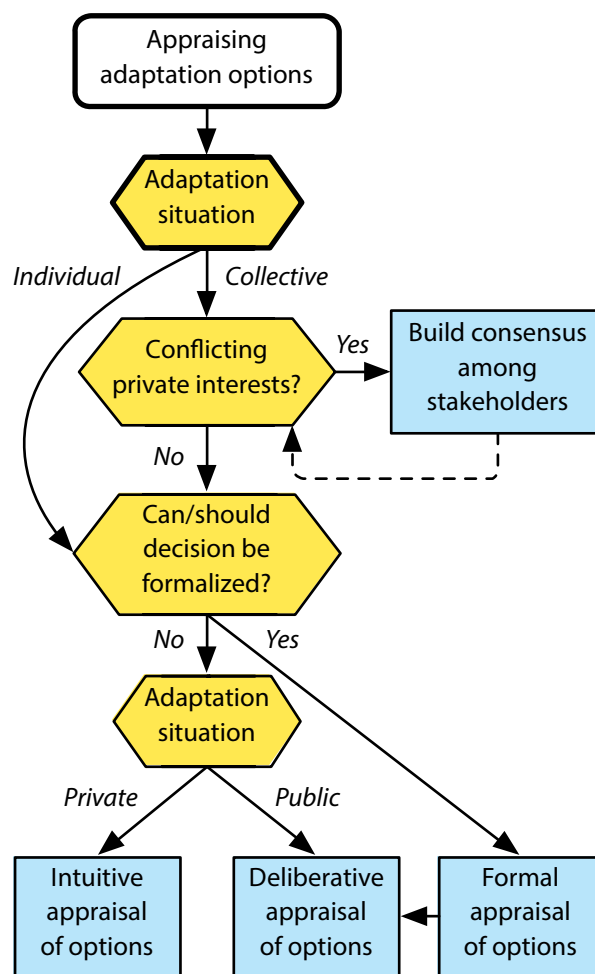 Appraising
adaptation options
Adaptation
situation
Individual
Collective
Conflicting
private interests?
Yes
Build consensus
among
stakeholders
No
Can/should
decision be
formalized?
No
Yes
Adaptation
situation
Private
Public
Intuitive
appraisal
of options
Deliberative
appraisal
of options
Formal
appraisal
of options